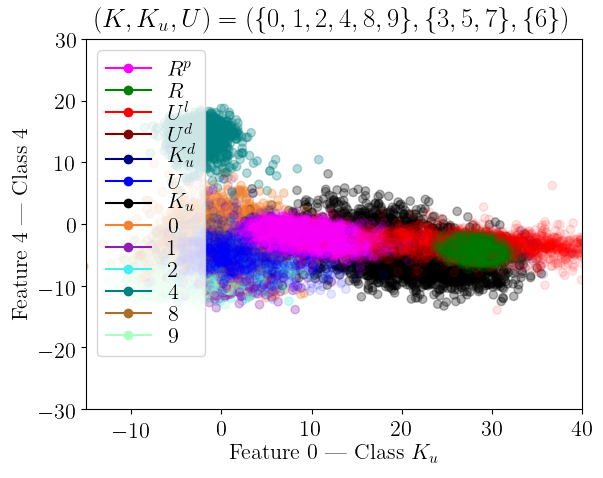 (K, K_u, U) = ({0, 1, 2, 4, 8, 9}, {3, 5, 7}, {6})
30
20
10
0
−10
−20
−30
Feature 4 — Class 4
R^p
R
U^l
U^d
K_u^d
U
K_u
0
1
2
4
8
9
−10 0 10 20 30 40
Feature 0 — Class K_u